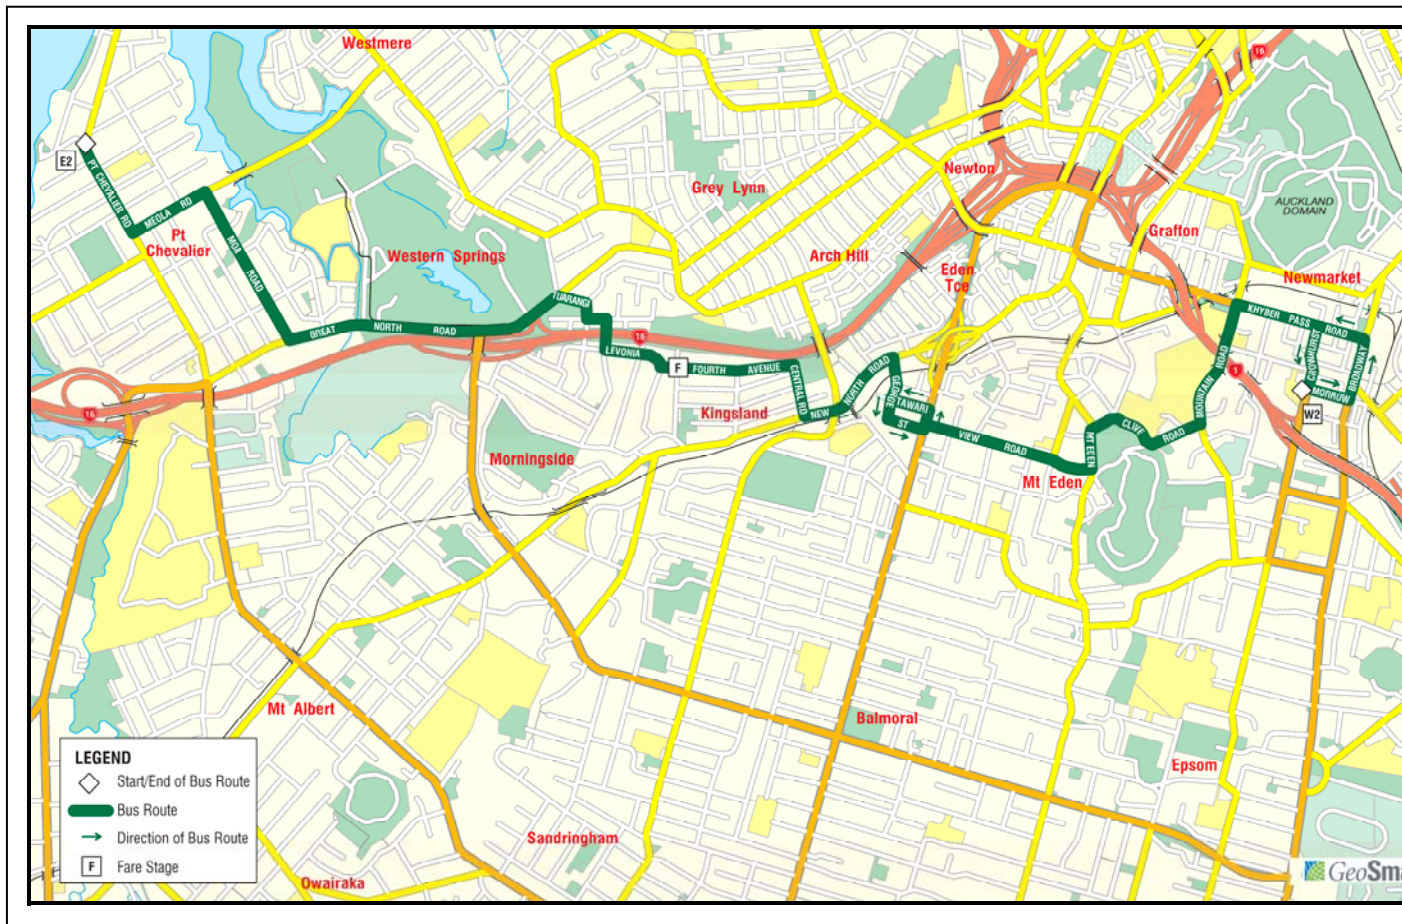 Westmere
16
E2
PT CHEVALIER RD
MEOLA RD
Pt
Chevalier
MOA ROAD
Western Springs
Grey Lynn
Newton
AUCKLAND
DOMAIN
Grafton
Arch Hill
Eden
Tce
Newmarket
TUARANGI
GREAT NORTH ROAD
16
LEVONIA
F
FOURTH AVENUE
CENTRAL RD
NEW NORTH ROAD
GEORGE
ST
TAWARI
VIEW ROAD
MT EDEN
CLIVE ROAD
MOUNTAIN ROAD
KHYBER PASS ROAD
CROWHURST
BROADWAY
MORROW
W2
1
16
Kingsland
Morningside
Mt Eden
Mt Albert
Balmoral
Epsom
Sandringham
Owairaka
LEGEND
Start/End of Bus Route
Bus Route
Direction of Bus Route
F
Fare Stage
GeoSma